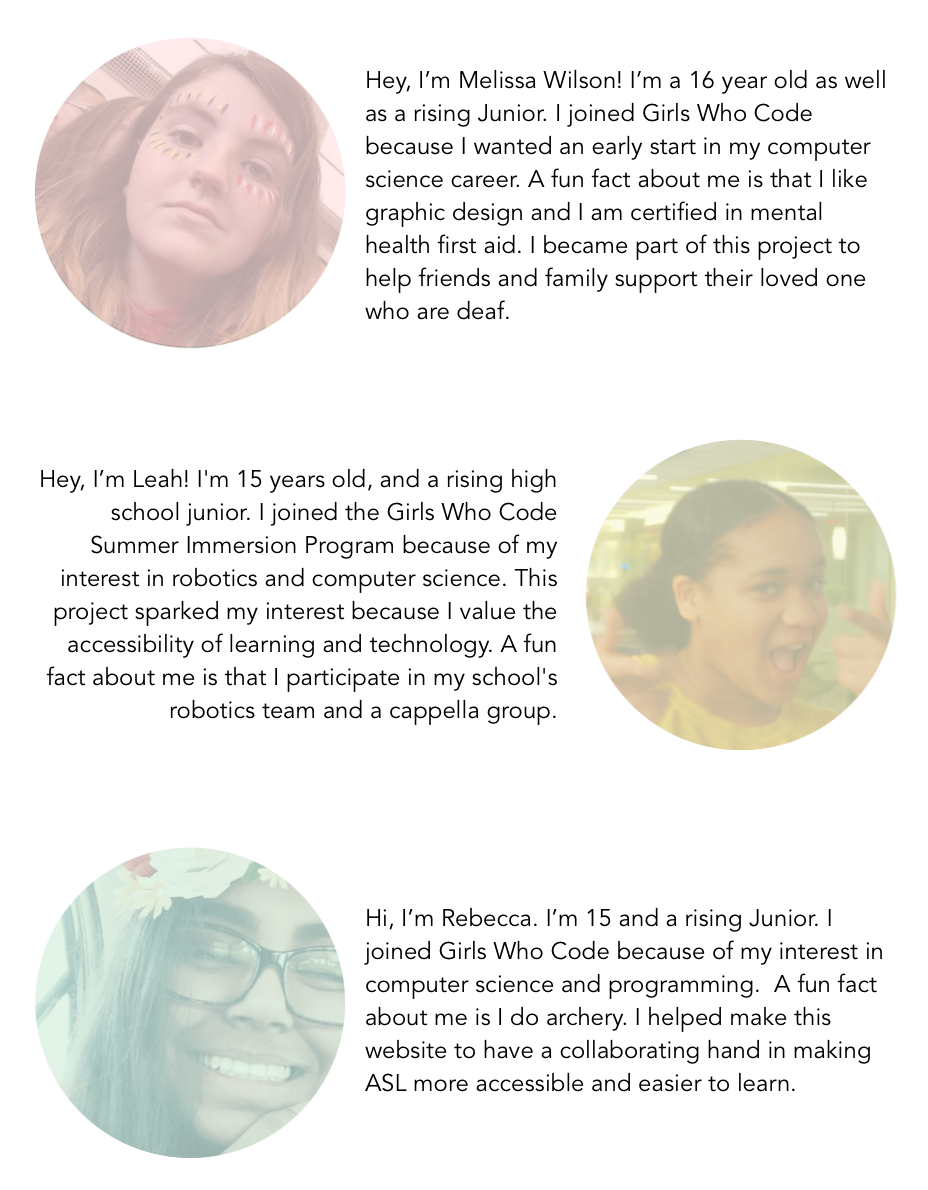 Hey, I’m Melissa Wilson! I’m a 16 year old as well
as a rising Junior. I joined Girls Who Code
because I wanted an early start in my computer
science career. A fun fact about me is that I like
graphic design and I am certified in mental
health first aid. I became part of this project to
help friends and family support their loved one
who are deaf.
Hey, I’m Leah! I'm 15 years old, and a rising high
school junior. I joined the Girls Who Code
Summer Immersion Program because of my
interest in robotics and computer science. This
project sparked my interest because I value the
accessibility of learning and technology. A fun
fact about me is that I participate in my school's
robotics team and a cappella group.
Hi, I’m Rebecca. I’m 15 and a rising Junior. I
joined Girls Who Code because of my interest in
computer science and programming.  A fun fact
about me is I do archery. I helped make this
website to have a collaborating hand in making
ASL more accessible and easier to learn.